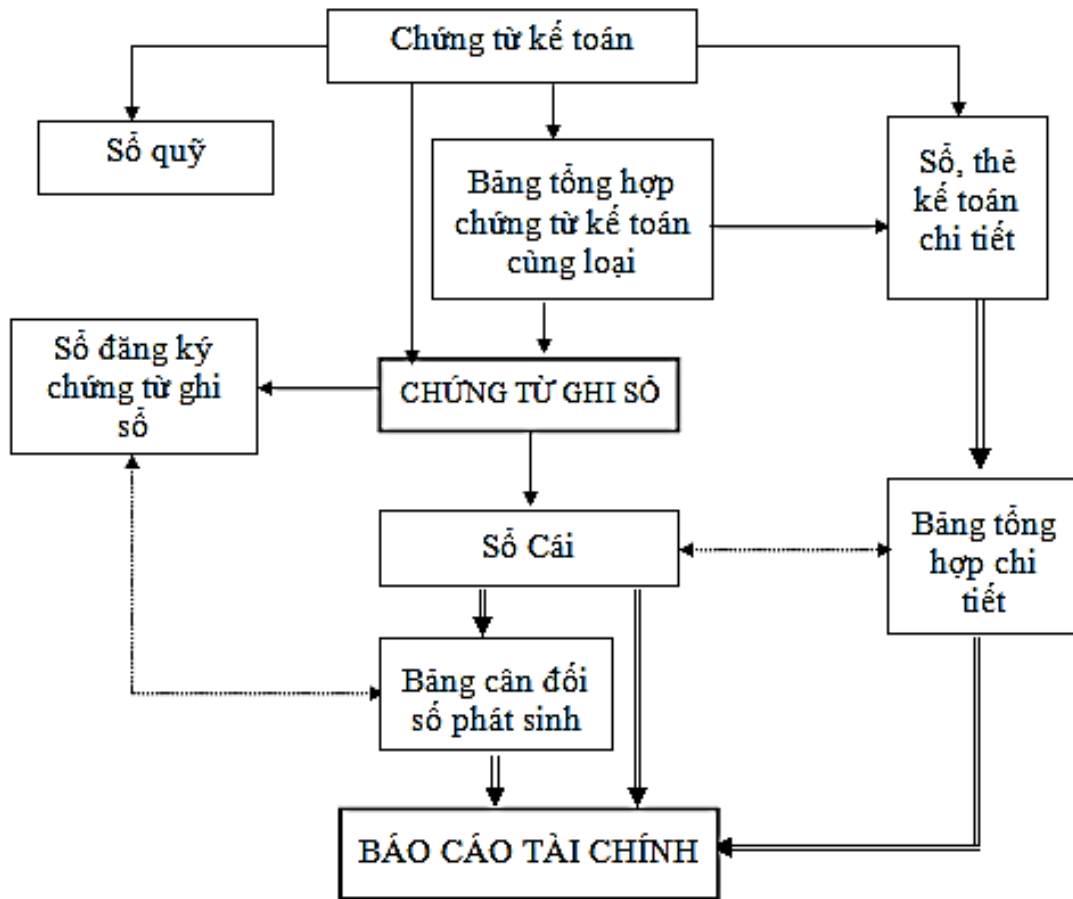 Chứng từ kế toán
Sổ quỹ
Bảng tổng hợp
chứng từ kế toán
cùng loại
Sổ, thẻ
kế toán
chi tiết
Sổ đăng ký
chứng từ ghi
sổ
CHỨNG TỪ GHI SỔ
Sổ Cái
Bảng tổng
hợp chi
tiết
Bảng cân đối
số phát sinh
BÁO CÁO TÀI CHÍNH